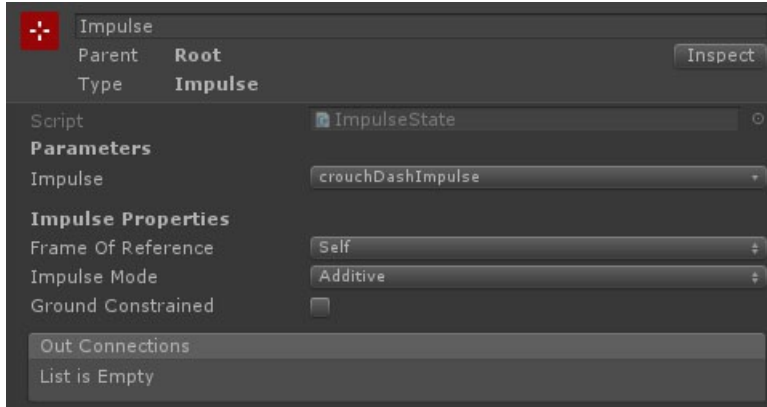 Impulse
Parent Root Inspect
Type Impulse
Script ImpulseState
Parameters
Impulse crouchDashImpulse
Impulse Properties
Frame Of Reference Self
Impulse Mode Additive
Ground Constrained
Out Connections
List is Empty